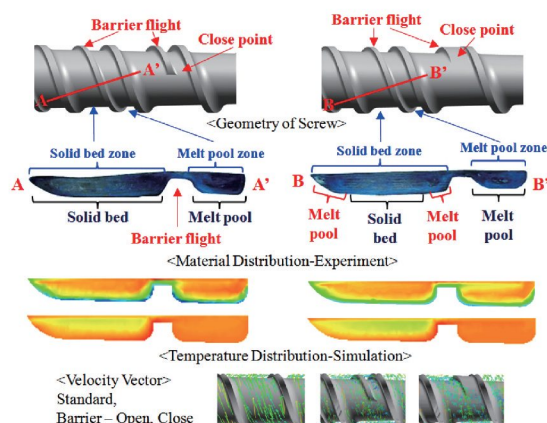 Barrier flight
Barrier flight
Close point
Close point
A'
B'
B
<Geometry of Screw>
Solid bed zone
Melt pool zone
Solid bed zone
Melt pool zone
A
A'
B
B'
Solid bed
Melt pool
Barrier flight
Melt pool
Solid bed
Melt pool
Melt pool
<Material Distribution-Experiment>
<Temperature Distribution-Simulation>
<Velocity Vector>
Standard,
Barrier – Open, Close